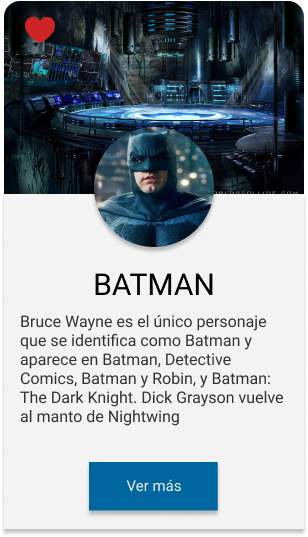 BATMAN
Bruce Wayne es el único personaje
que se identifica como Batman y
aparece en Batman, Detective
Comics, Batman y Robin, y Batman:
The Dark Knight. Dick Grayson vuelve
al manto de Nightwing
Ver más